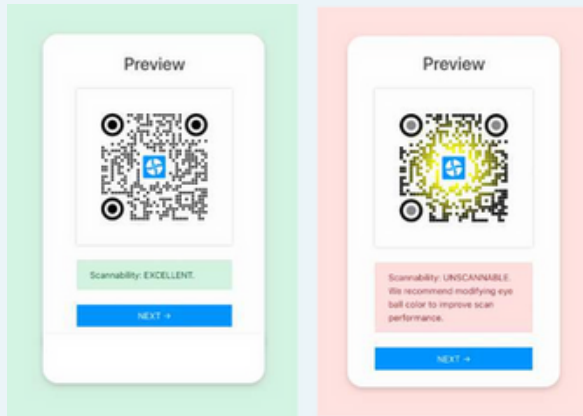 Preview
Scannability: EXCELLENT.
NEXT →
Preview
Scannability: UNSCANNABLE.
We recommend modifying eye
ball color to improve scan
performance.
NEXT →